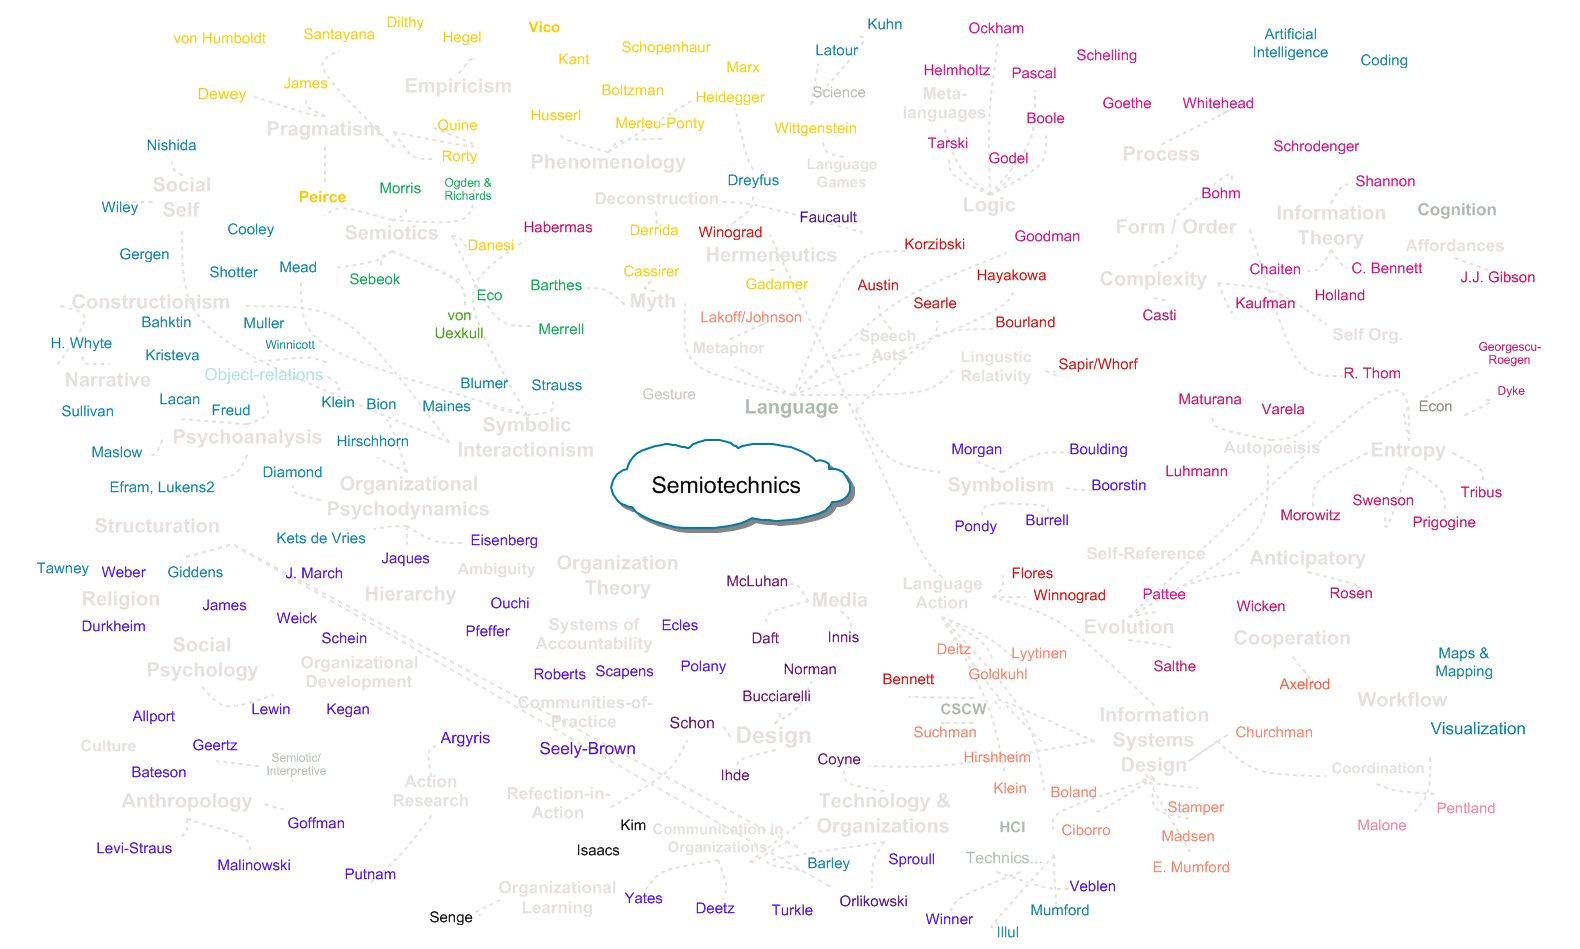 von Humboldt
Santayana
Dilthy
Hegel
Vico
Kant
Schopenhaur
Marx
Latour
Kuhn
Ockham
Schelling
Artificial
Intelligence
Coding
Dewey
James
Empiricism
Boltzman
Heidegger
Science
Helmholtz
Pascal
Meta-
languages
Goethe
Whitehead
Pragmatism
Quine
Husserl
Merleu-Ponty
Wittgenstein
Boole
Tarski
Godel
Nishida
Rorty
Phenomenology
Language
Games
Process
Schrodenger
Social
Self
Peirce
Morris
Ogden &
Richards
Deconstruction
Dreyfus
Logic
Bohm
Shannon
Wiley
Cooley
Semiotics
Danesi
Habermas
Derrida
Winograd
Faucault
Korzibski
Goodman
Form / Order
Information
Theory
Cognition
Affordances
Gergen
Shotter
Mead
Sebeok
Eco
Barthes
Cassirer
Hermeneutics
Gadamer
Austin
Hayakowa
Complexity
Chaiten
C. Bennett
J.J. Gibson
Constructionism
Myth
Searle
Kaufman
Holland
Bahktin
Muller
von
Uexkull
Merrell
Lakoff/Johnson
Bourland
Casti
Self Org.
H. Whyte
Kristeva
Winnicott
Metaphor
Speech
Acts
Lingustic
Relativity
Sapir/Whorf
Georgescu-
Roegen
Narrative
Object-relations
Blumer
Strauss
Gesture
R. Thom
Dyke
Sullivan
Lacan
Freud
Klein
Bion
Maines
Language
Maturana
Varela
Econ
Psychoanalysis
Hirschhorn
Symbolic
Interactionism
Morgan
Boulding
Autopoeisis
Entropy
Maslow
Diamond
Semiotechnics
Luhmann
Efram, Lukens2
Organizational
Psychodynamics
Symbolism
Boorstin
Swenson
Tribus
Structuration
Pondy
Burrell
Morowitz
Prigogine
Kets de Vries
Eisenberg
Self-Reference
Anticipatory
Tawney
Weber
Giddens
J. March
Jaques
Ambiguity
Organization
Theory
McLuhan
Language
Action
Flores
Winnograd
Pattee
Wicken
Rosen
Religion
James
Weick
Hierarchy
Ouchi
Media
Durkheim
Schein
Pfeffer
Systems of
Accountability
Ecles
Daft
Innis
Evolution
Cooperation
Social
Psychology
Organizational
Development
Roberts
Scapens
Polany
Norman
Deitz
Lyytinen
Goldkuhl
Salthe
Maps &
Mapping
Bennett
Axelrod
Allport
Lewin
Kegan
Communities-of-
Practice
Bucciarelli
CSCW
Workflow
Culture
Geertz
Argyris
Seely-Brown
Schon
Design
Suchman
Information
Systems
Design
Churchman
Visualization
Bateson
Semiotic/
Interpretive
Ihde
Coyne
Hirshheim
Coordination
Anthropology
Action
Research
Refection-in-
Action
Technology &
Organizations
Klein
Boland
Stamper
Pentland
Goffman
Kim
Communication in
Organizations
HCI
Ciborro
Madsen
Malone
Levi-Straus
Malinowski
Isaacs
Barley
Sproull
Technics...
E. Mumford
Putnam
Organizational
Learning
Yates
Deetz
Turkle
Orlikowski
Veblen
Senge
Winner
Mumford
Illul